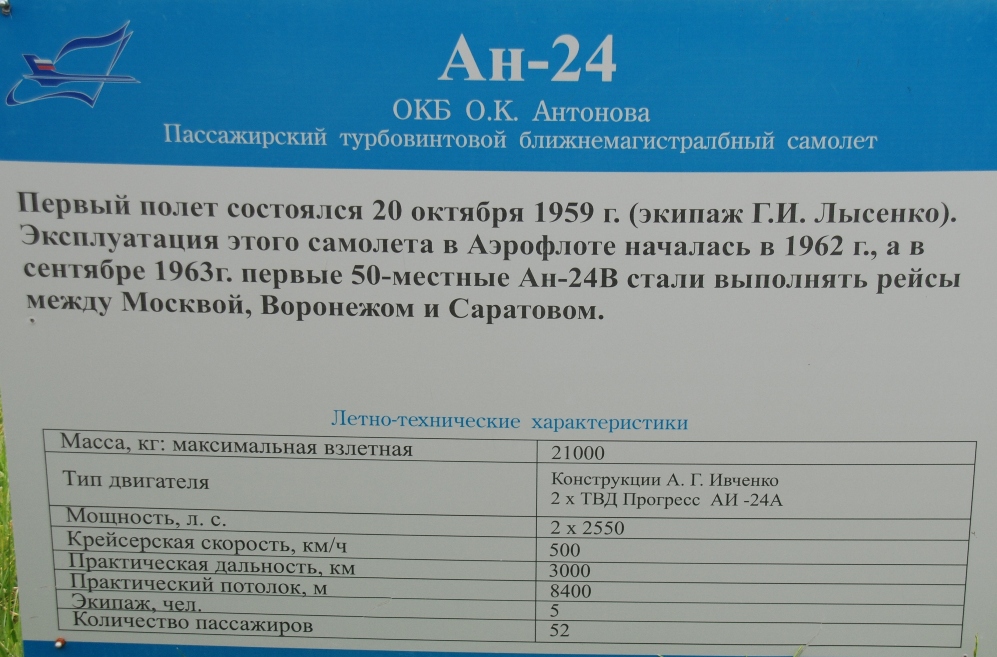 Ан-24
ОКБ О.К. Антонова
Пассажирский турбовинтовой ближнемагистралбный самолет
Первый полет состоялся 20 октября 1959 г. (экипаж Г.И. Лысенко).
Эксплуатация этого самолета в Аэрофлоте началась в 1962 г., а в
сентябре 1963г. первые 50-местные Ан-24В стали выполнять рейсы
между Москвой, Воронежом и Саратовом.
Летно-технические характеристики
Масса, кг: максимальная взлетная 21000
Тип двигателя Конструкции А. Г. Ивченко
2 х ТВД Прогресс АИ -24А
Мощность, л. с. 2 х 2550
Крейсерская скорость, км/ч 500
Практическая дальность, км 3000
Практический потолок, м 8400
Экипаж, чел. 5
Количество пассажиров 52